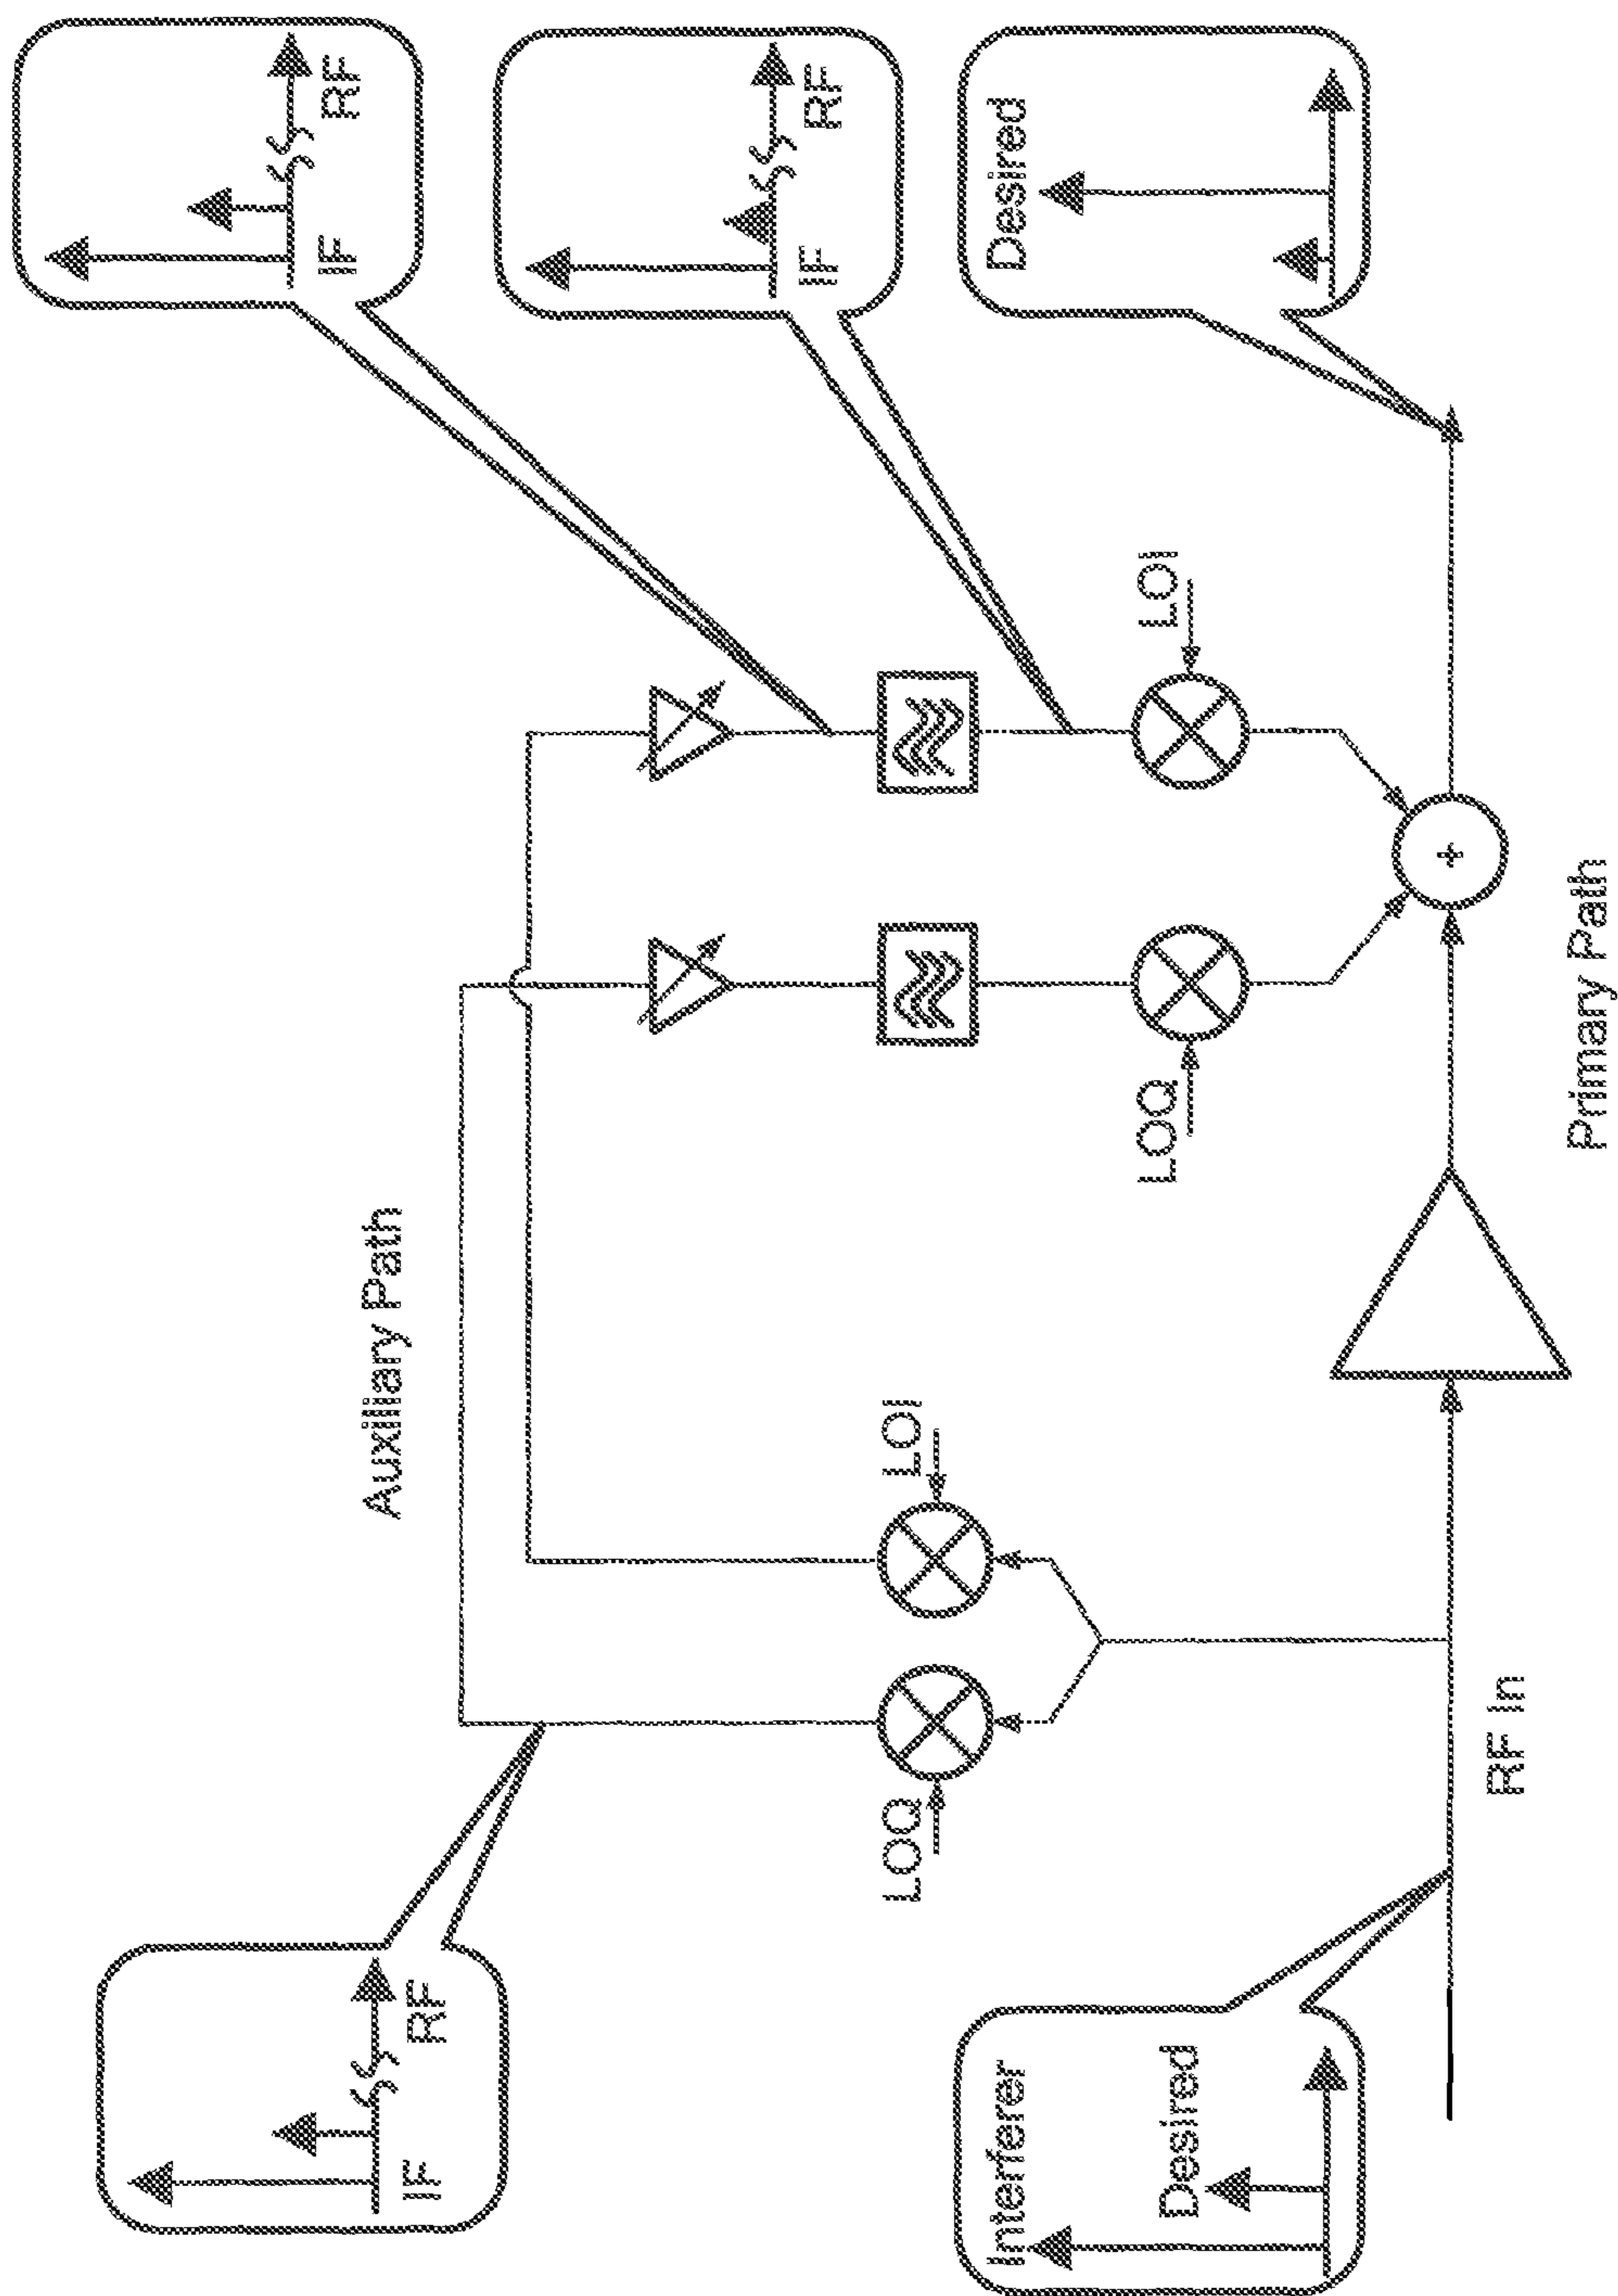 Auxiliary Path
IF
RF
IF
RF
IF
RF
LOQ
LOI
LOQ
LOI
Interferer
Desired
Desired
RF In
Primary Path
+